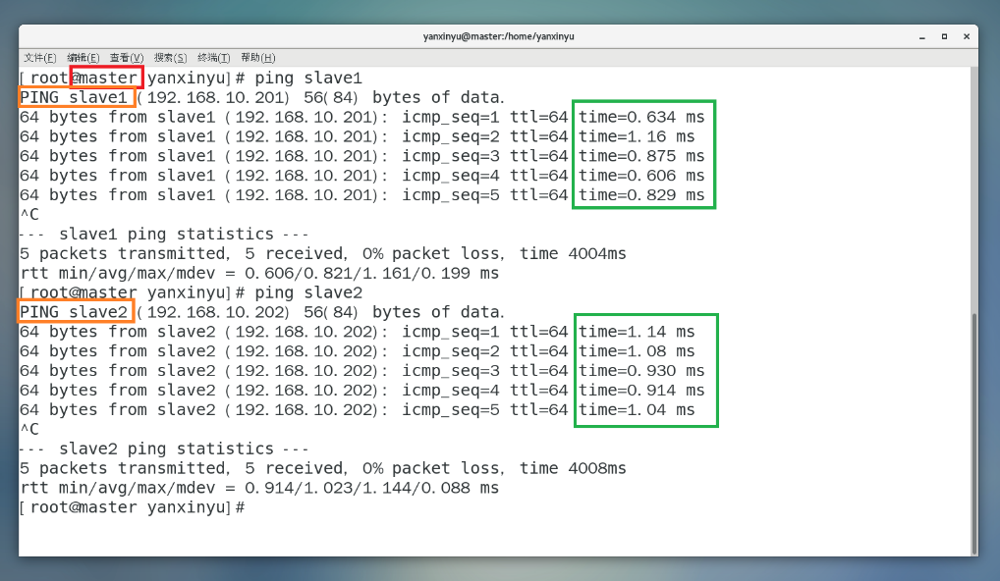 yanxinyu@master:/home/yanxinyu
文件(F) 编辑(E) 查看(V) 搜索(S) 终端(T) 帮助(H)
[root@master yanxinyu]# ping slave1
PING slave1 (192.168.10.201) 56(84) bytes of data.
64 bytes from slave1 (192.168.10.201): icmp_seq=1 ttl=64 time=0.634 ms
64 bytes from slave1 (192.168.10.201): icmp_seq=2 ttl=64 time=1.16 ms
64 bytes from slave1 (192.168.10.201): icmp_seq=3 ttl=64 time=0.875 ms
64 bytes from slave1 (192.168.10.201): icmp_seq=4 ttl=64 time=0.606 ms
64 bytes from slave1 (192.168.10.201): icmp_seq=5 ttl=64 time=0.829 ms
^C
--- slave1 ping statistics ---
5 packets transmitted, 5 received, 0% packet loss, time 4004ms
rtt min/avg/max/mdev = 0.606/0.821/1.161/0.199 ms
[root@master yanxinyu]# ping slave2
PING slave2 (192.168.10.202) 56(84) bytes of data.
64 bytes from slave2 (192.168.10.202): icmp_seq=1 ttl=64 time=1.14 ms
64 bytes from slave2 (192.168.10.202): icmp_seq=2 ttl=64 time=1.08 ms
64 bytes from slave2 (192.168.10.202): icmp_seq=3 ttl=64 time=0.930 ms
64 bytes from slave2 (192.168.10.202): icmp_seq=4 ttl=64 time=0.914 ms
64 bytes from slave2 (192.168.10.202): icmp_seq=5 ttl=64 time=1.04 ms
^C
--- slave2 ping statistics ---
5 packets transmitted, 5 received, 0% packet loss, time 4008ms
rtt min/avg/max/mdev = 0.914/1.023/1.144/0.088 ms
[root@master yanxinyu]#